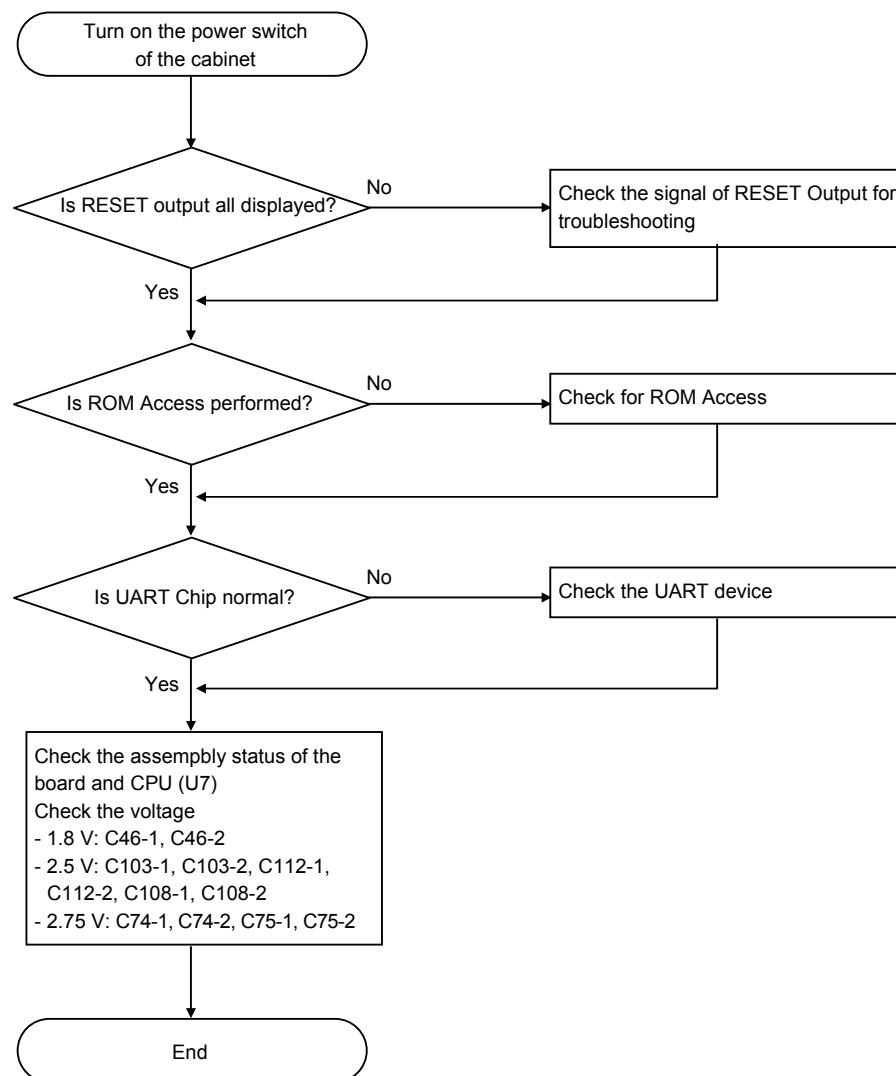 Turn on the power switch
of the cabinet
Is RESET output all displayed?
No
Check the signal of RESET Output for
troubleshooting
Yes
Is ROM Access performed?
No
Check for ROM Access
Yes
Is UART Chip normal?
No
Check the UART device
Yes
Check the assempbly status of the
board and CPU (U7)
Check the voltage
- 1.8 V: C46-1, C46-2
- 2.5 V: C103-1, C103-2, C112-1,
C112-2, C108-1, C108-2
- 2.75 V: C74-1, C74-2, C75-1, C75-2
End